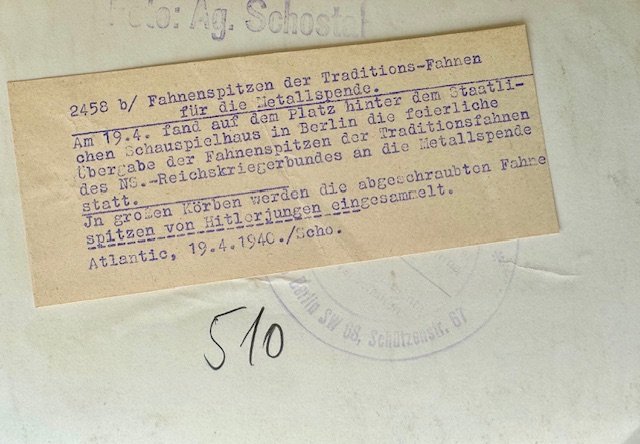 Foto: Ag. Schostal
2458 b/ Fahnenspitzen der Traditions-Fahnen
für die Metallspende.
Am 19.4. fand auf dem Platz hinter dem Staatli-
chen Schauspielhaus in Berlin die feierliche
Übergabe der Fahnenspitzen der Traditionsfahnen
des NS.-Reichskriegerbundes an die Metallspende
statt.
Jn großen Körben werden die abgeschraubten Fahne
spitzen von Hitlerjungen eingesammelt.
Atlantic, 19.4.1940./Scho.
Berlin SW 68, Schützenstr. 67
510